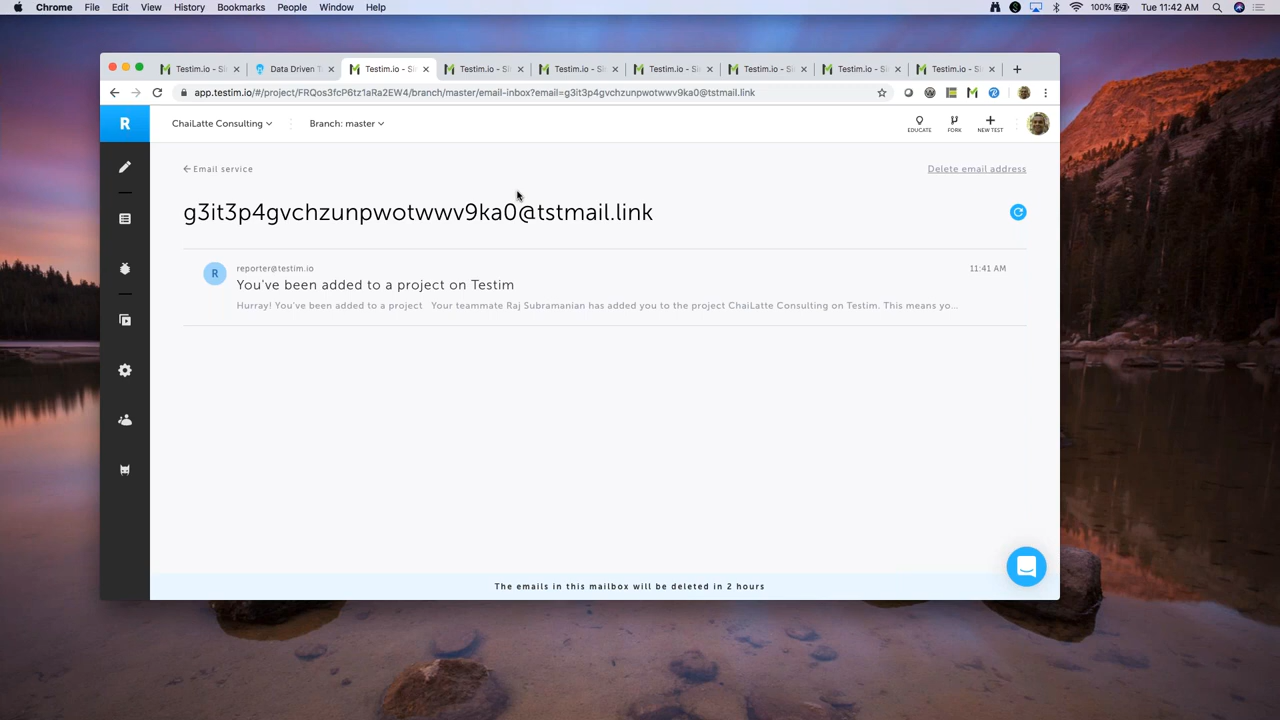 Chrome File Edit View History Bookmarks People Window Help 100% Tue 11:42 AM
Testim.io - Data Driven Testim.io - Testim.io - Testim.io - Testim.io - Testim.io - Testim.io - Testim.io -
app.testim.io/#/project/FRQos3fcP6tz1aRa2EW4/branch/master/email-inbox?email=g3it3p4gvchzunpwotwwv9ka0@tstmail.link
R ChaiLatte Consulting Branch: master EDUCATE FORK NEW TEST
Email service Delete email address
g3it3p4gvchzunpwotwwv9ka0@tstmail.link
R reporter@testim.io 11:41 AM
You've been added to a project on Testim
Hurray! You've been added to a project Your teammate Raj Subramanian has added you to the project ChaiLatte Consulting on Testim. This means yo...
The emails in this mailbox will be deleted in 2 hours